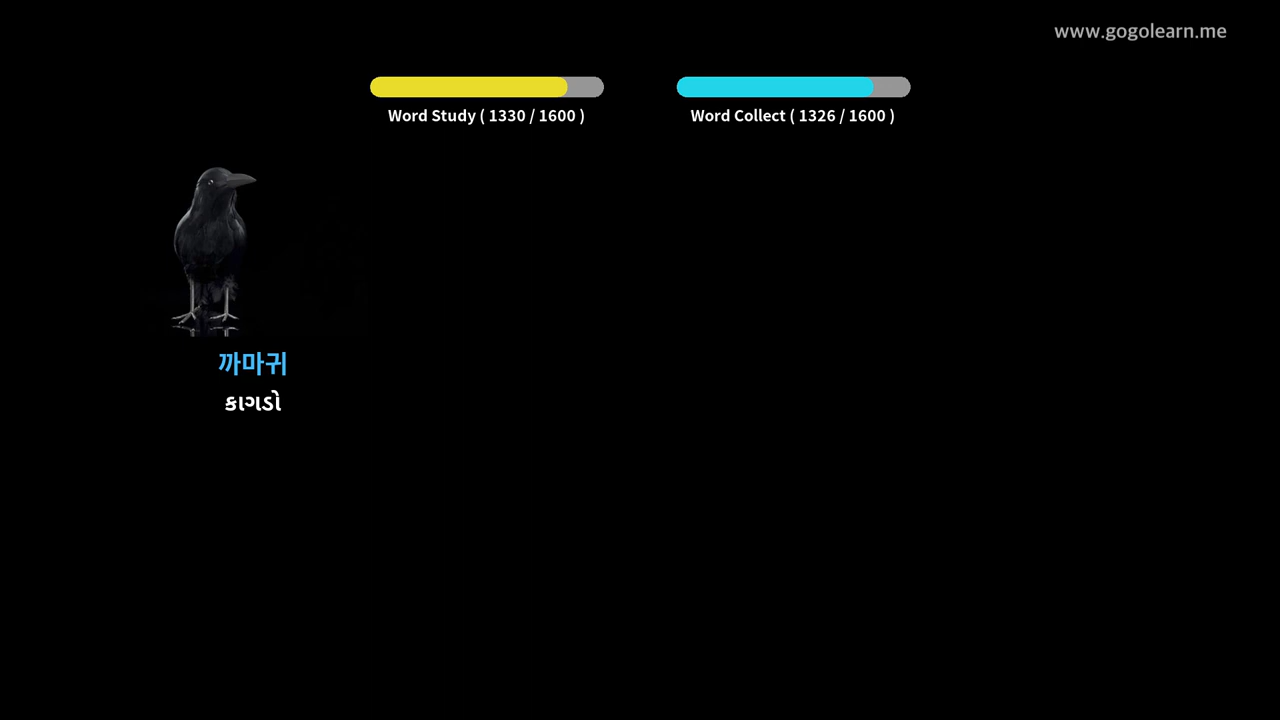 www.gogolearn.me
Word Study ( 1330 / 1600 )
Word Collect ( 1326 / 1600 )
까마귀
કાગડો